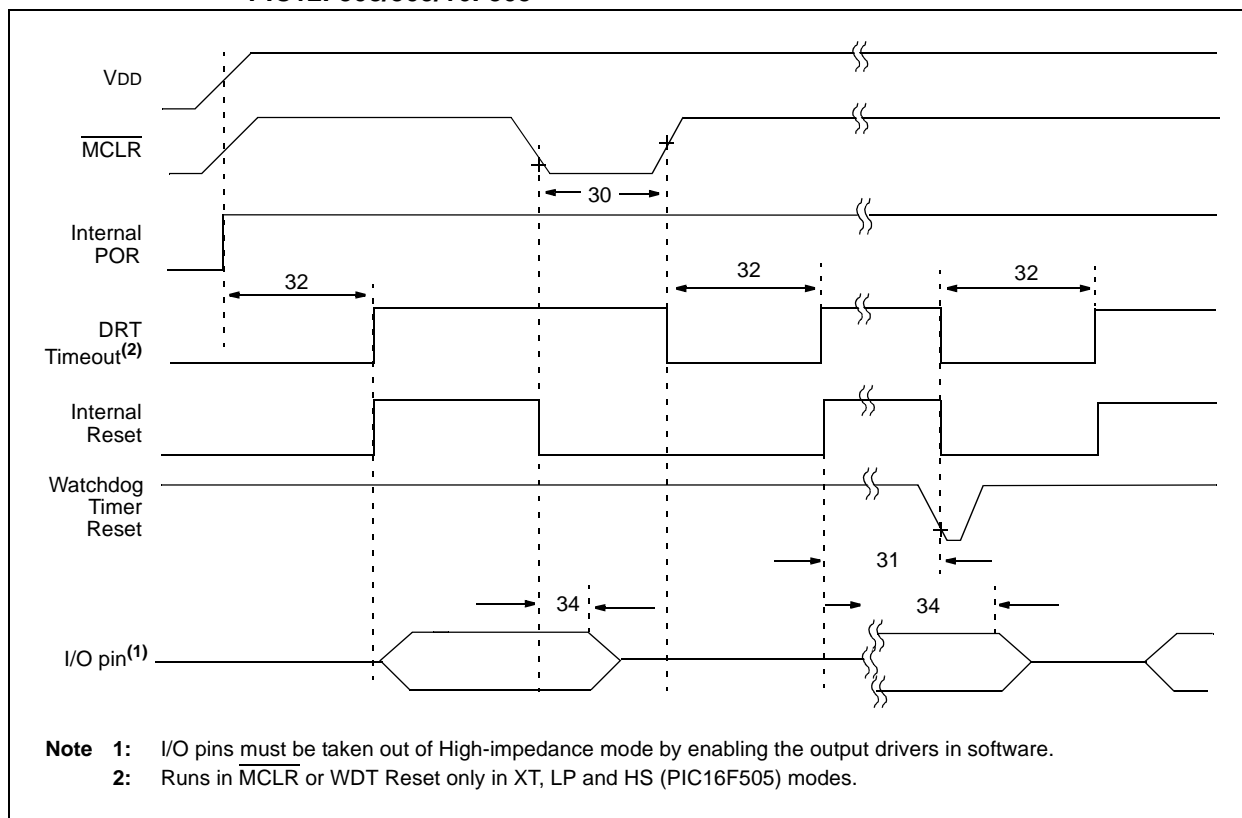 VDD
MCLR
30
Internal
POR
32
32
32
DRT
Timeout(2)
Internal
Reset
Watchdog
Timer
Reset
31
34
34
I/O pin(1)
Note 1: I/O pins must be taken out of High-impedance mode by enabling the output drivers in software.
2: Runs in MCLR or WDT Reset only in XT, LP and HS (PIC16F505) modes.